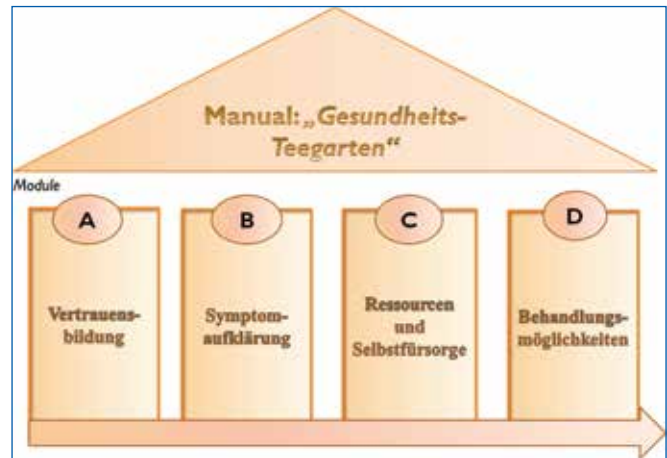 Manual: „Gesundheits-
Teegarten“
Module
A
B
C
D
Vertrauens-
bildung
Symptom-
aufklärung
Ressourcen
und
Selbstfürsorge
Behandlungs-
möglichkeiten